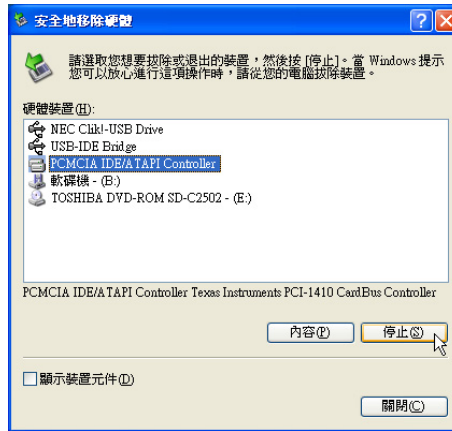 安全地移除硬體
請選取您想要拔除或退出的裝置，然後按 [停止]。當 Windows 提示
您可以放心進行這項操作時，請從您的電腦拔除裝置。
硬體裝置(H):
NEC Clik!-USB Drive
USB-IDE Bridge
PCMCIA IDE/ATAPI Controller
軟碟機 - (B:)
TOSHIBA DVD-ROM SD-C2502 - (E:)
PCMCIA IDE/ATAPI Controller Texas Instruments PCI-1410 CardBus Controller
內容(P)
停止(S)
顯示裝置元件(D)
關閉(C)